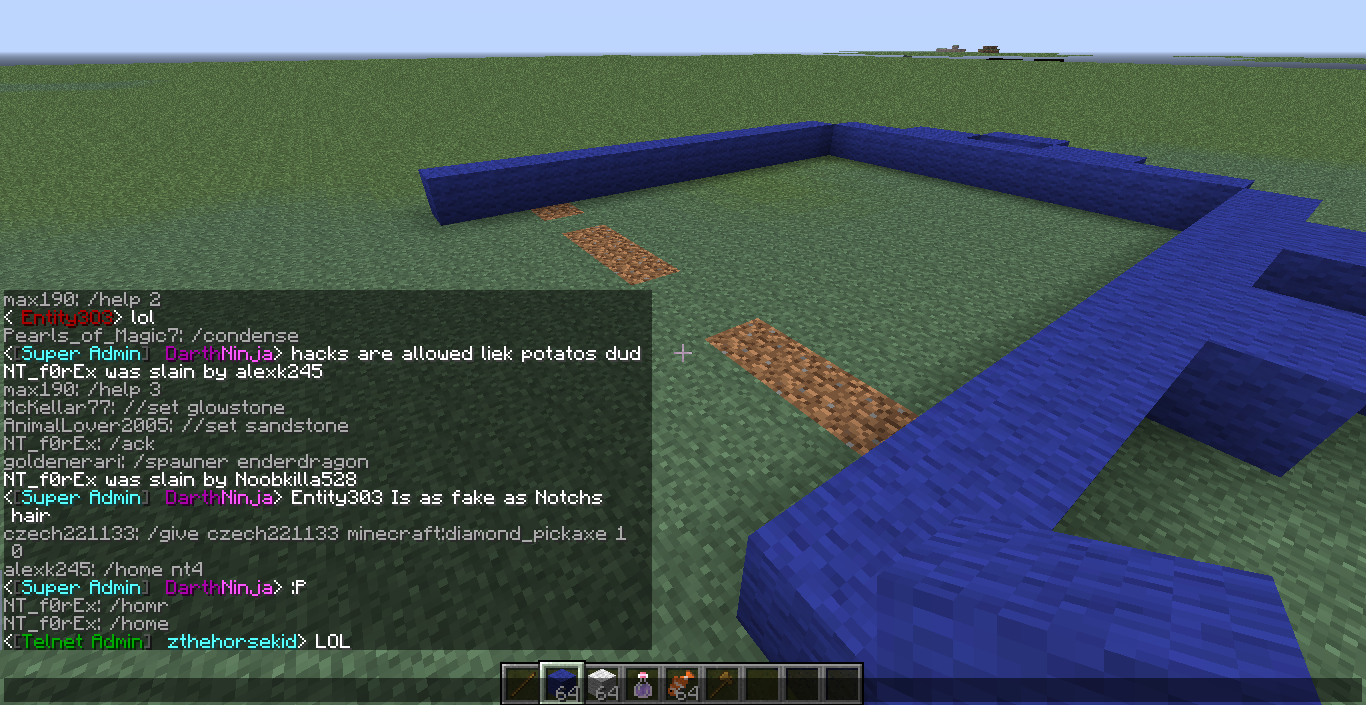 max190: /help 2
< Entity303> lol
Pearls_of_Magic7: /condense
<[Super Admin] DarthNinja> hacks are allowed liek potatos dud
NT_f0rEx was slain by alexk245
max190: /help 3
McKellar77: //set glowstone
AnimalLover2005: //set sandstone
NT_f0rEx: /ack
goldenerari: /spawner enderdragon
NT_f0rEx was slain by Noobkilla528
<[Super Admin] DarthNinja> Entity303 Is as fake as Notchs
hair
czech221133: /give czech221133 minecraft:diamond_pickaxe 1
0
alexk245: /home nt4
<[Super Admin] DarthNinja> :P
NT_f0rEx: /homr
NT_f0rEx: /home
<[Telnet Admin] zthehorsekid> LOL
64 64 64